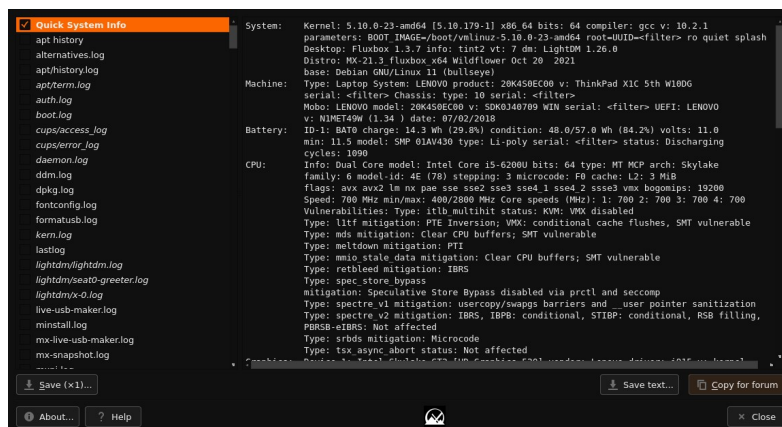 Quick System Info
apt history
alternatives.log
apt/history.log
apt/term.log
auth.log
boot.log
cups/access_log
cups/error_log
daemon.log
ddm.log
dpkg.log
fontconfig.log
formatusb.log
kern.log
lastlog
lightdm/lightdm.log
lightdm/seat0-greeter.log
lightdm/x-0.log
live-usb-maker.log
minstall.log
mx-live-usb-maker.log
mx-snapshot.log
System: Kernel: 5.10.0-23-amd64 [5.10.179-1] x86_64 bits: 64 compiler: gcc v: 10.2.1
parameters: BOOT_IMAGE=/boot/vmlinuz-5.10.0-23-amd64 root=UUID=<filter> ro quiet splash
Desktop: Fluxbox 1.3.7 info: tint2 vt: 7 dm: LightDM 1.26.0
Distro: MX-21.3_fluxbox_x64 Wildflower Oct 20 2021
base: Debian GNU/Linux 11 (bullseye)
Machine: Type: Laptop System: LENOVO product: 20K4S0EC00 v: ThinkPad X1C 5th W10DG
serial: <filter> Chassis: type: 10 serial: <filter>
Mobo: LENOVO model: 20K4S0EC00 v: SDK0J40709 WIN serial: <filter> UEFI: LENOVO
v: N1MET49W (1.34 ) date: 07/02/2018
Battery: ID-1: BAT0 charge: 14.3 Wh (29.8%) condition: 48.0/57.0 Wh (84.2%) volts: 11.0
min: 11.5 model: SMP 01AV430 type: Li-poly serial: <filter> status: Discharging
cycles: 1090
CPU: Info: Dual Core model: Intel Core i5-6200U bits: 64 type: MT MCP arch: Skylake
family: 6 model-id: 4E (78) stepping: 3 microcode: F0 cache: L2: 3 MiB
flags: avx avx2 lm nx pae sse sse2 sse3 sse4_1 sse4_2 ssse3 vmx bogomips: 19200
Speed: 700 MHz min/max: 400/2800 MHz Core speeds (MHz): 1: 700 2: 700 3: 700 4: 700
Vulnerabilities: Type: itlb_multihit status: KVM: VMX disabled
Type: l1tf mitigation: PTE Inversion; VMX: conditional cache flushes, SMT vulnerable
Type: mds mitigation: Clear CPU buffers; SMT vulnerable
Type: meltdown mitigation: PTI
Type: mmio_stale_data mitigation: Clear CPU buffers; SMT vulnerable
Type: retbleed mitigation: IBRS
Type: spec_store_bypass
mitigation: Speculative Store Bypass disabled via prctl and seccomp
Type: spectre_v1 mitigation: usercopy/swapgs barriers and __user pointer sanitization
Type: spectre_v2 mitigation: IBRS, IBPB: conditional, STIBP: conditional, RSB filling,
PBRSB-eIBRS: Not affected
Type: srbds mitigation: Microcode
Type: tsx_async_abort status: Not affected
Save (×1)...
Save text...
Copy for forum
About...
Help
Close